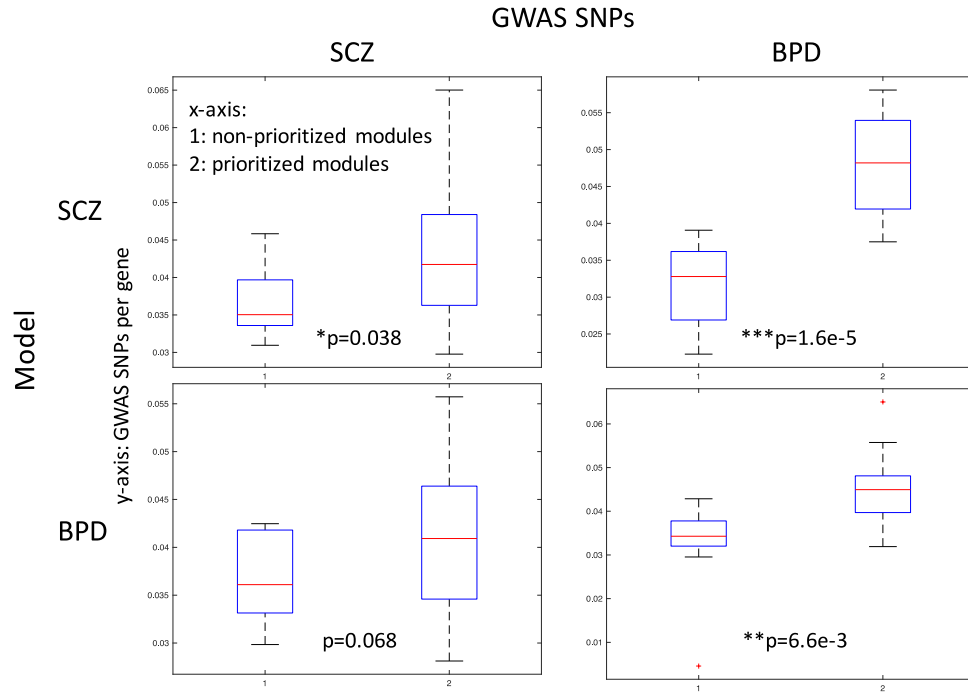 GWAS SNPs
SCZ
BPD
Model
y-axis: GWAS SNPs per gene
SCZ
0.065
0.06
0.055
0.05
0.045
0.04
0.035
0.03
x-axis:
1: non-prioritized modules
2: prioritized modules
*p=0.038
1
2
0.055
0.05
0.045
0.04
0.035
0.03
0.025
***p=1.6e-5
1
2
BPD
0.055
0.05
0.045
0.04
0.035
0.03
p=0.068
1
2
0.06
0.05
0.04
0.03
0.02
0.01
**p=6.6e-3
1
2